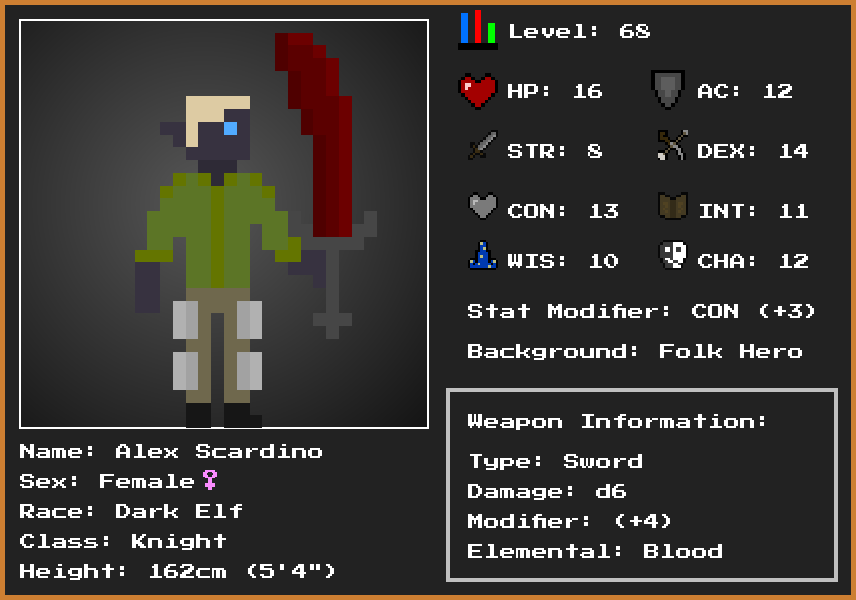 Level: 68
HP: 16
AC: 12
STR: 8
DEX: 14
CON: 13
INT: 11
WIS: 10
CHA: 12
Stat Modifier: CON (+3)
Background: Folk Hero
Weapon Information:
Type: Sword
Damage: d6
Modifier: (+4)
Elemental: Blood
Name: Alex Scardino
Sex: Female♀
Race: Dark Elf
Class: Knight
Height: 162cm (5'4")